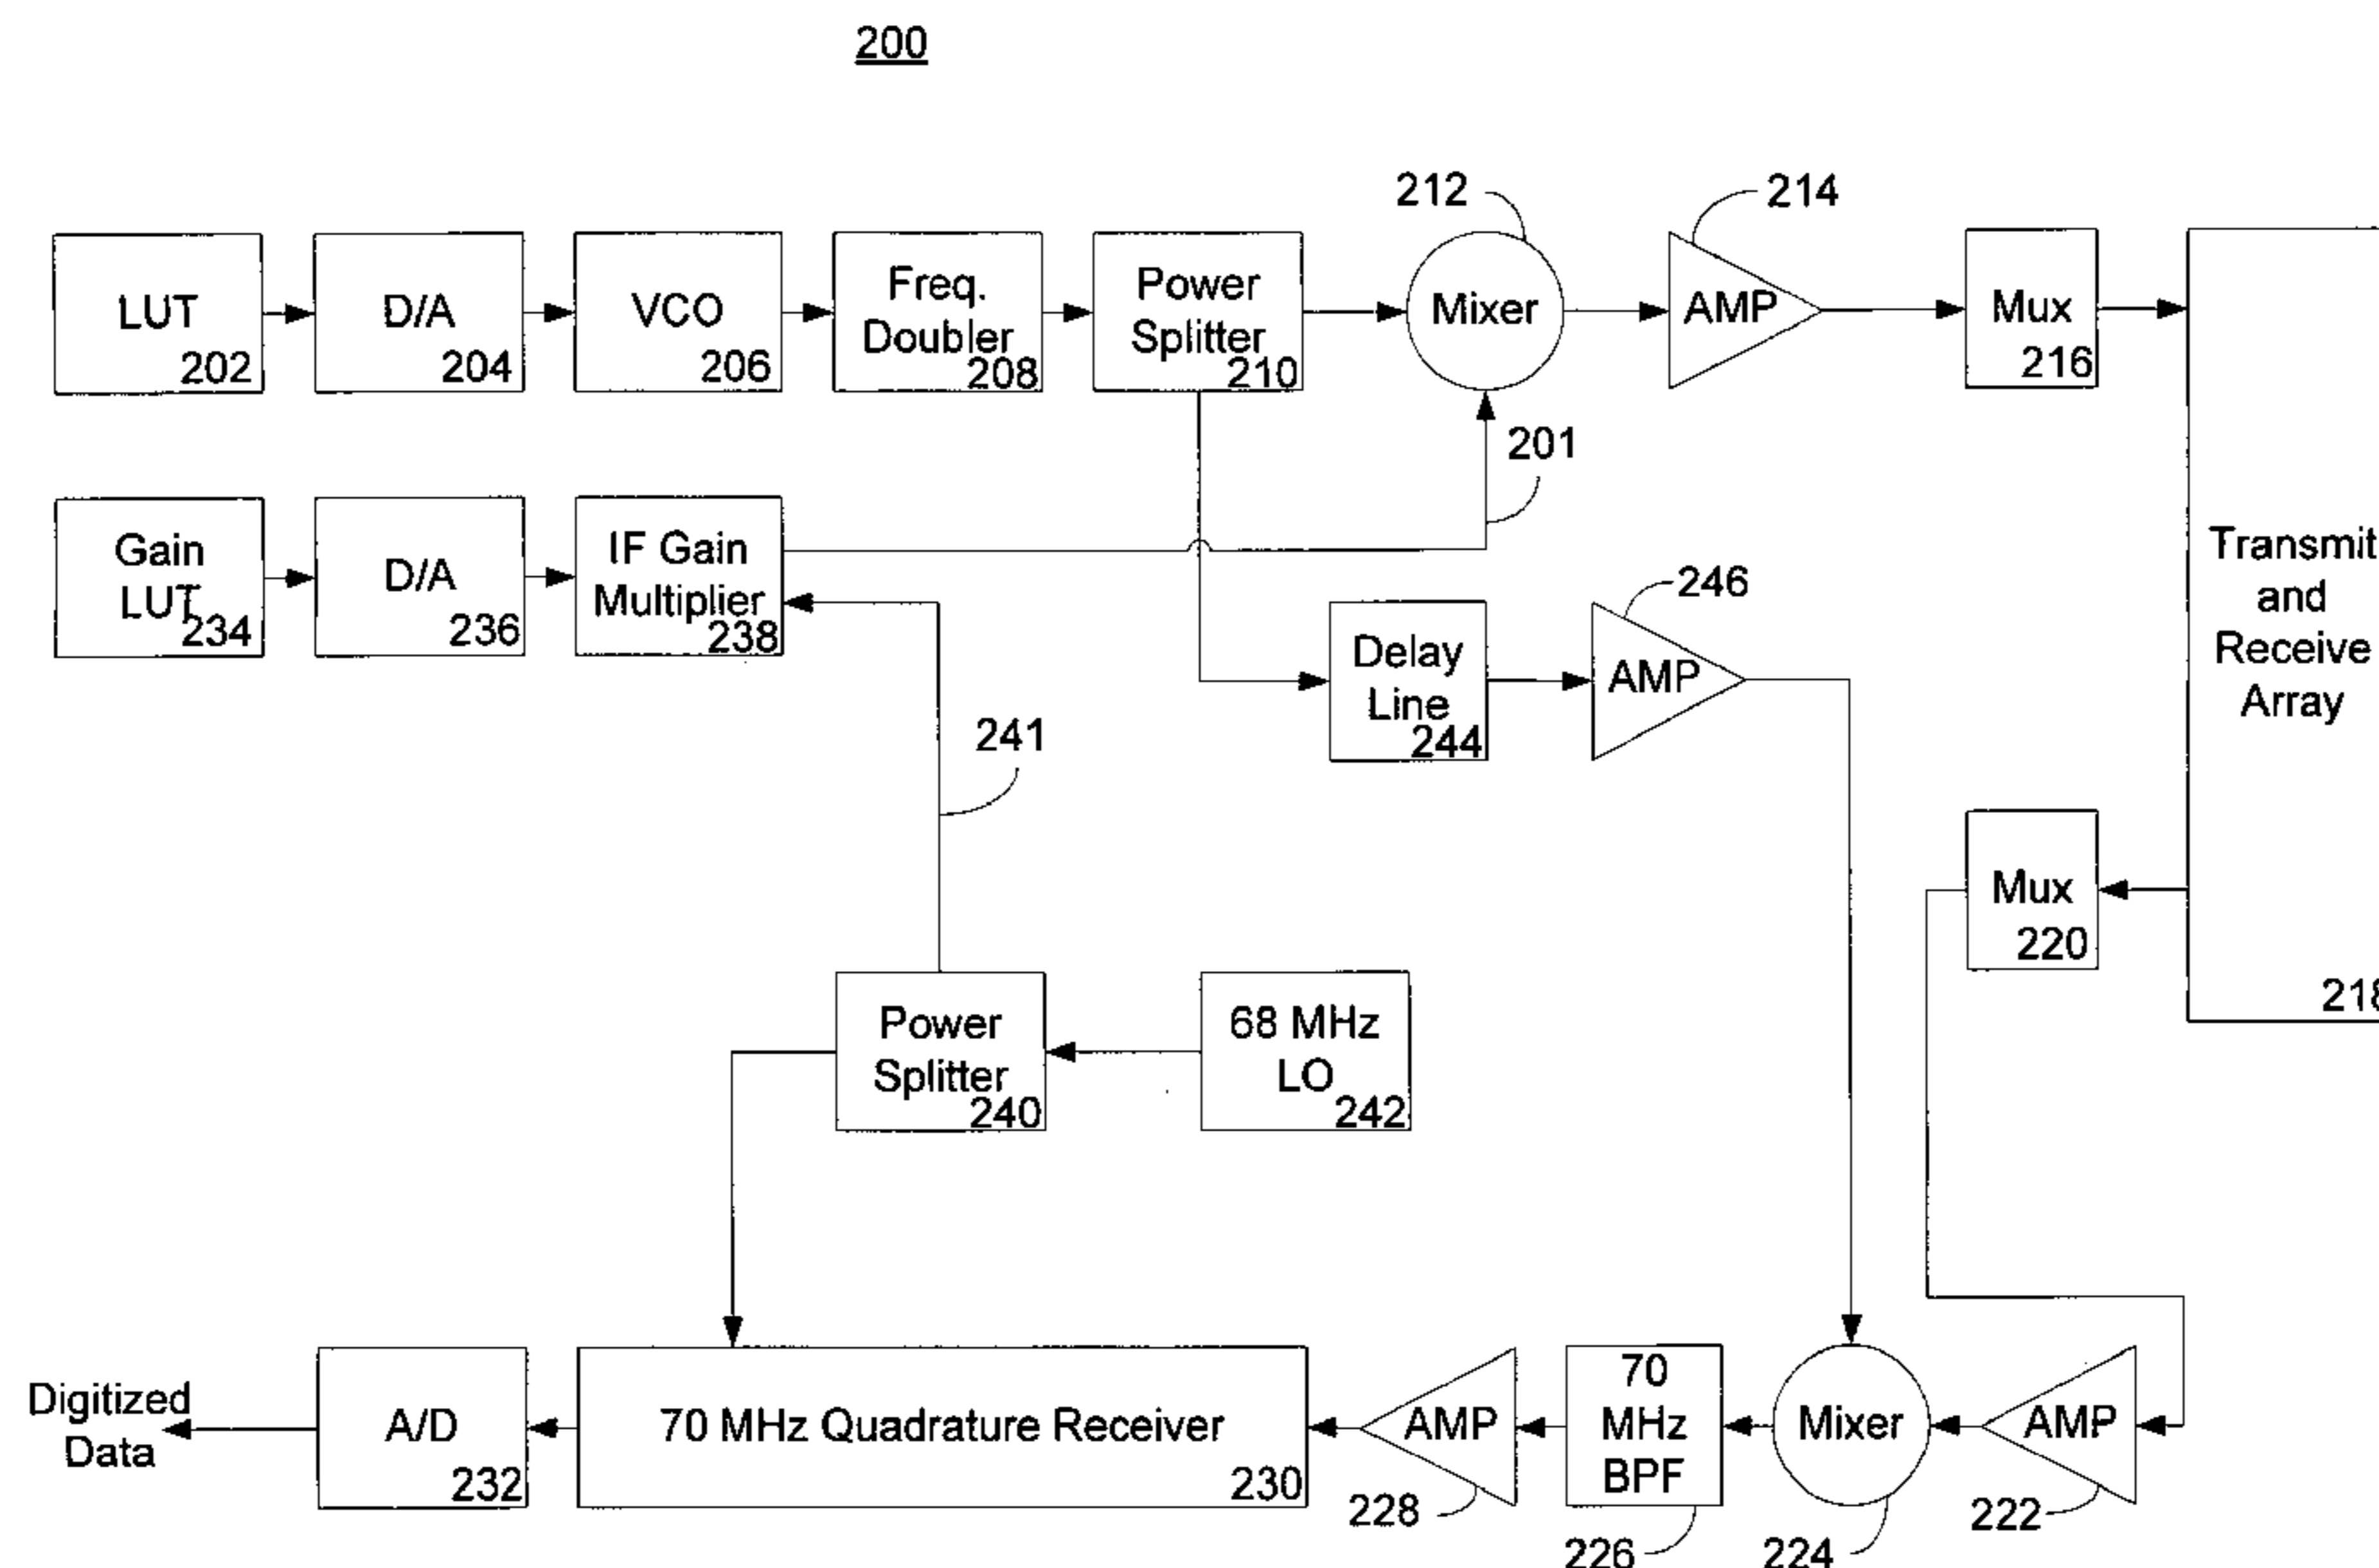 200
212
214
LUT
202
D/A
204
VCO
206
Freq.
Doubler
208
Power
Splitter
210
Mixer
AMP
Mux
216
201
Gain
LUT
234
D/A
236
IF Gain
Multiplier
238
246
Delay
Line
244
AMP
Transmit
and
Receive
Array
218
241
Mux
220
Power
Splitter
240
68 MHz
LO
242
Digitized
Data
A/D
232
70 MHz Quadrature Receiver
230
AMP
228
70
MHz
BPF
226
Mixer
224
AMP
222